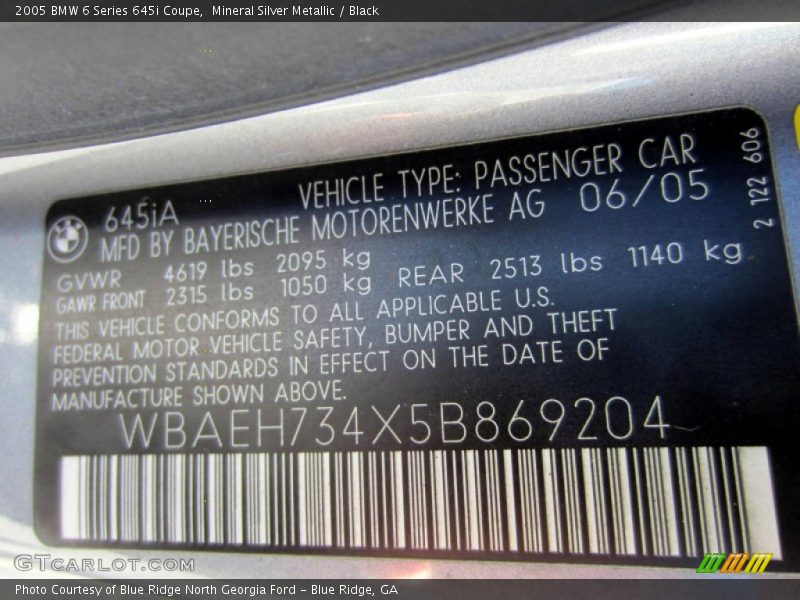 2005 BMW 6 Series 645i Coupe,  Mineral Silver Metallic / Black
645iA
VEHICLE TYPE: PASSENGER CAR
MFD BY BAYERISCHE MOTORENWERKE AG 06/05
GVWR 4619 lbs 2095 kg
GAWR FRONT 2315 lbs 1050 kg REAR 2513 lbs 1140 kg
THIS VEHICLE CONFORMS TO ALL APPLICABLE U.S.
FEDERAL MOTOR VEHICLE SAFETY, BUMPER AND THEFT
PREVENTION STANDARDS IN EFFECT ON THE DATE OF
MANUFACTURE SHOWN ABOVE.
WBAEH734X5B869204
2 122 606
GTCARLOT.COM
Photo Courtesy of Blue Ridge North Georgia Ford - Blue Ridge, GA